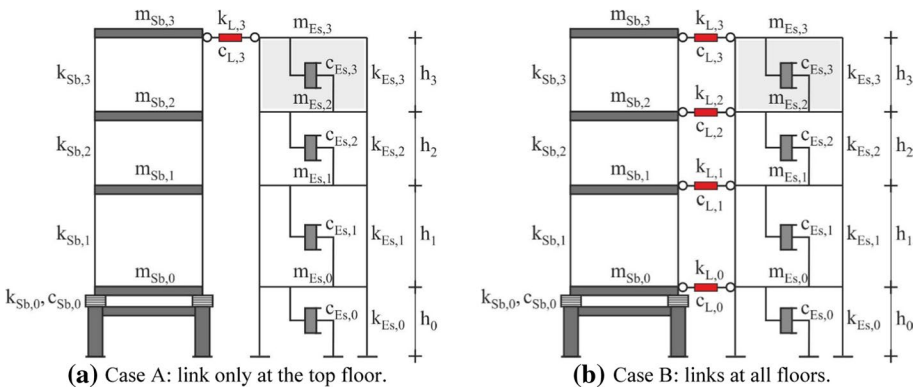 m_Sb,3
k_L,3
c_L,3
m_Es,3
k_Sb,3
c_Es,3
k_Es,3
h_3
m_Sb,2
m_Es,2
k_Sb,2
c_Es,2
k_Es,2
h_2
m_Sb,1
m_Es,1
k_Sb,1
c_Es,1
k_Es,1
h_1
m_Sb,0
m_Es,0
k_Sb,0, c_Sb,0
c_Es,0
k_Es,0
h_0
(a) Case A: link only at the top floor.
m_Sb,3
k_L,3
c_L,3
m_Es,3
k_Sb,3
c_Es,3
k_Es,3
h_3
m_Sb,2
k_L,2
c_L,2
m_Es,2
k_Sb,2
c_Es,2
k_Es,2
h_2
m_Sb,1
k_L,1
c_L,1
m_Es,1
k_Sb,1
c_Es,1
k_Es,1
h_1
m_Sb,0
k_L,0
c_L,0
m_Es,0
k_Sb,0, c_Sb,0
c_Es,0
k_Es,0
h_0
(b) Case B: links at all floors.